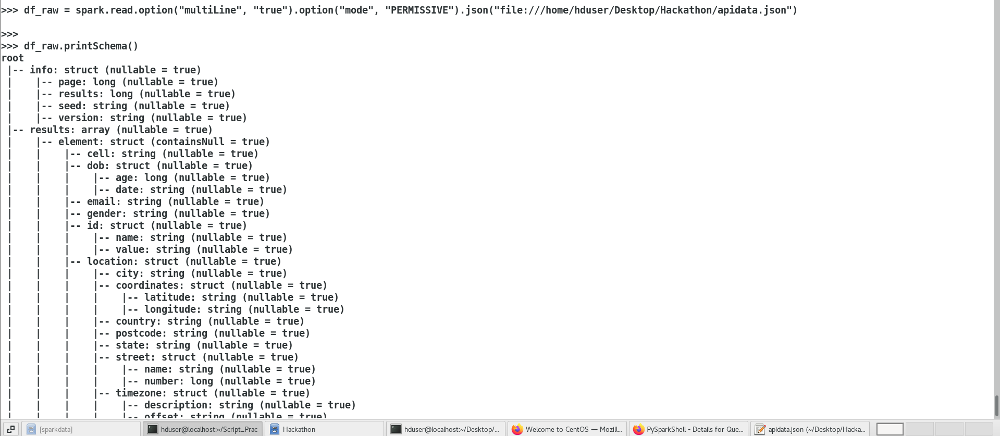 >>> df_raw = spark.read.option("multiLine", "true").option("mode", "PERMISSIVE").json("file:///home/hduser/Desktop/Hackathon/apidata.json")
>>>
>>> df_raw.printSchema()
root
 |-- info: struct (nullable = true)
 |    |-- page: long (nullable = true)
 |    |-- results: long (nullable = true)
 |    |-- seed: string (nullable = true)
 |    |-- version: string (nullable = true)
 |-- results: array (nullable = true)
 |    |-- element: struct (containsNull = true)
 |    |    |-- cell: string (nullable = true)
 |    |    |-- dob: struct (nullable = true)
 |    |    |    |-- age: long (nullable = true)
 |    |    |    |-- date: string (nullable = true)
 |    |    |-- email: string (nullable = true)
 |    |    |-- gender: string (nullable = true)
 |    |    |-- id: struct (nullable = true)
 |    |    |    |-- name: string (nullable = true)
 |    |    |    |-- value: string (nullable = true)
 |    |    |-- location: struct (nullable = true)
 |    |    |    |-- city: string (nullable = true)
 |    |    |    |-- coordinates: struct (nullable = true)
 |    |    |    |    |-- latitude: string (nullable = true)
 |    |    |    |    |-- longitude: string (nullable = true)
 |    |    |    |-- country: string (nullable = true)
 |    |    |    |-- postcode: string (nullable = true)
 |    |    |    |-- state: string (nullable = true)
 |    |    |    |-- street: struct (nullable = true)
 |    |    |    |    |-- name: string (nullable = true)
 |    |    |    |    |-- number: long (nullable = true)
 |    |    |    |-- timezone: struct (nullable = true)
 |    |    |    |    |-- description: string (nullable = true)
 |    |    |    |    |-- offset: string (nullable = true)
[sparkdata] hduser@localhost:~/Script_Prac Hackathon hduser@localhost:~/Desktop/... Welcome to CentOS — Mozill... PySparkShell - Details for Que... apidata.json (~/Desktop/Hacka...